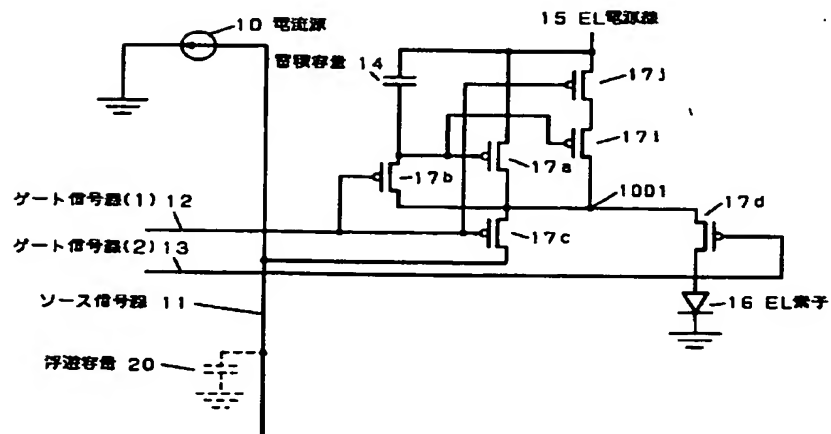 10 電流源
15 EL電源線
蓄積容量 14
17j
17i
17a
17b
1001
17d
ゲート信号線(1) 12
17c
ゲート信号線(2) 13
ソース信号線 11
16 EL素子
浮遊容量 20